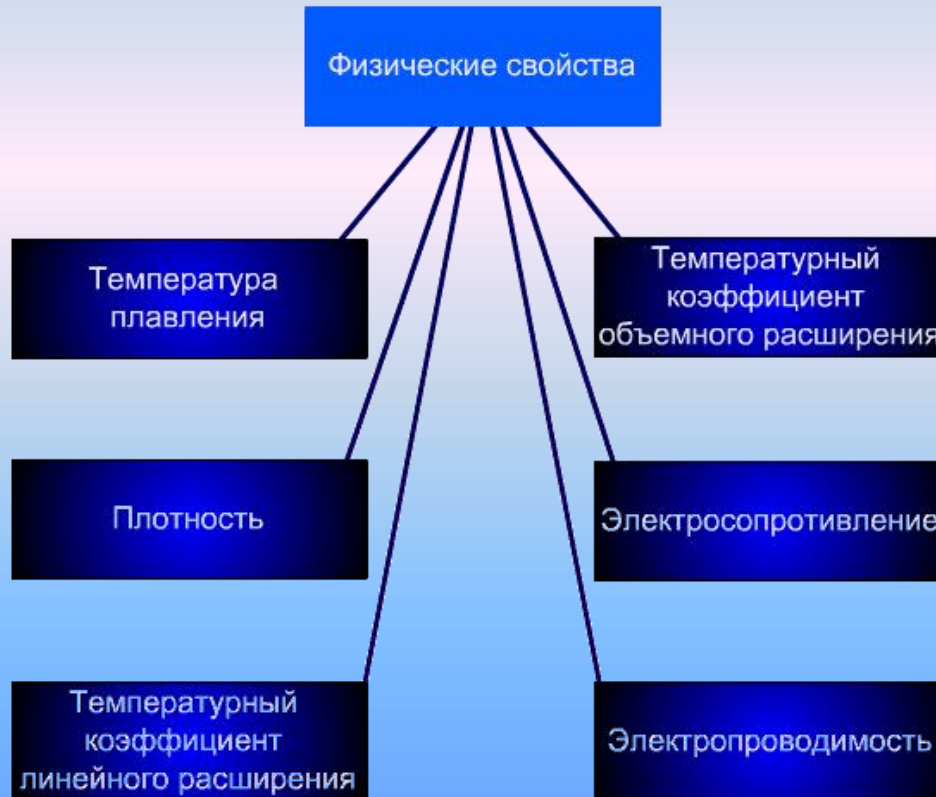 Физические свойства
Температура
плавления
Температурный
коэффициент
объемного расширения
Плотность
Электросопротивление
Температурный
коэффициент
линейного расширения
Электропроводимость